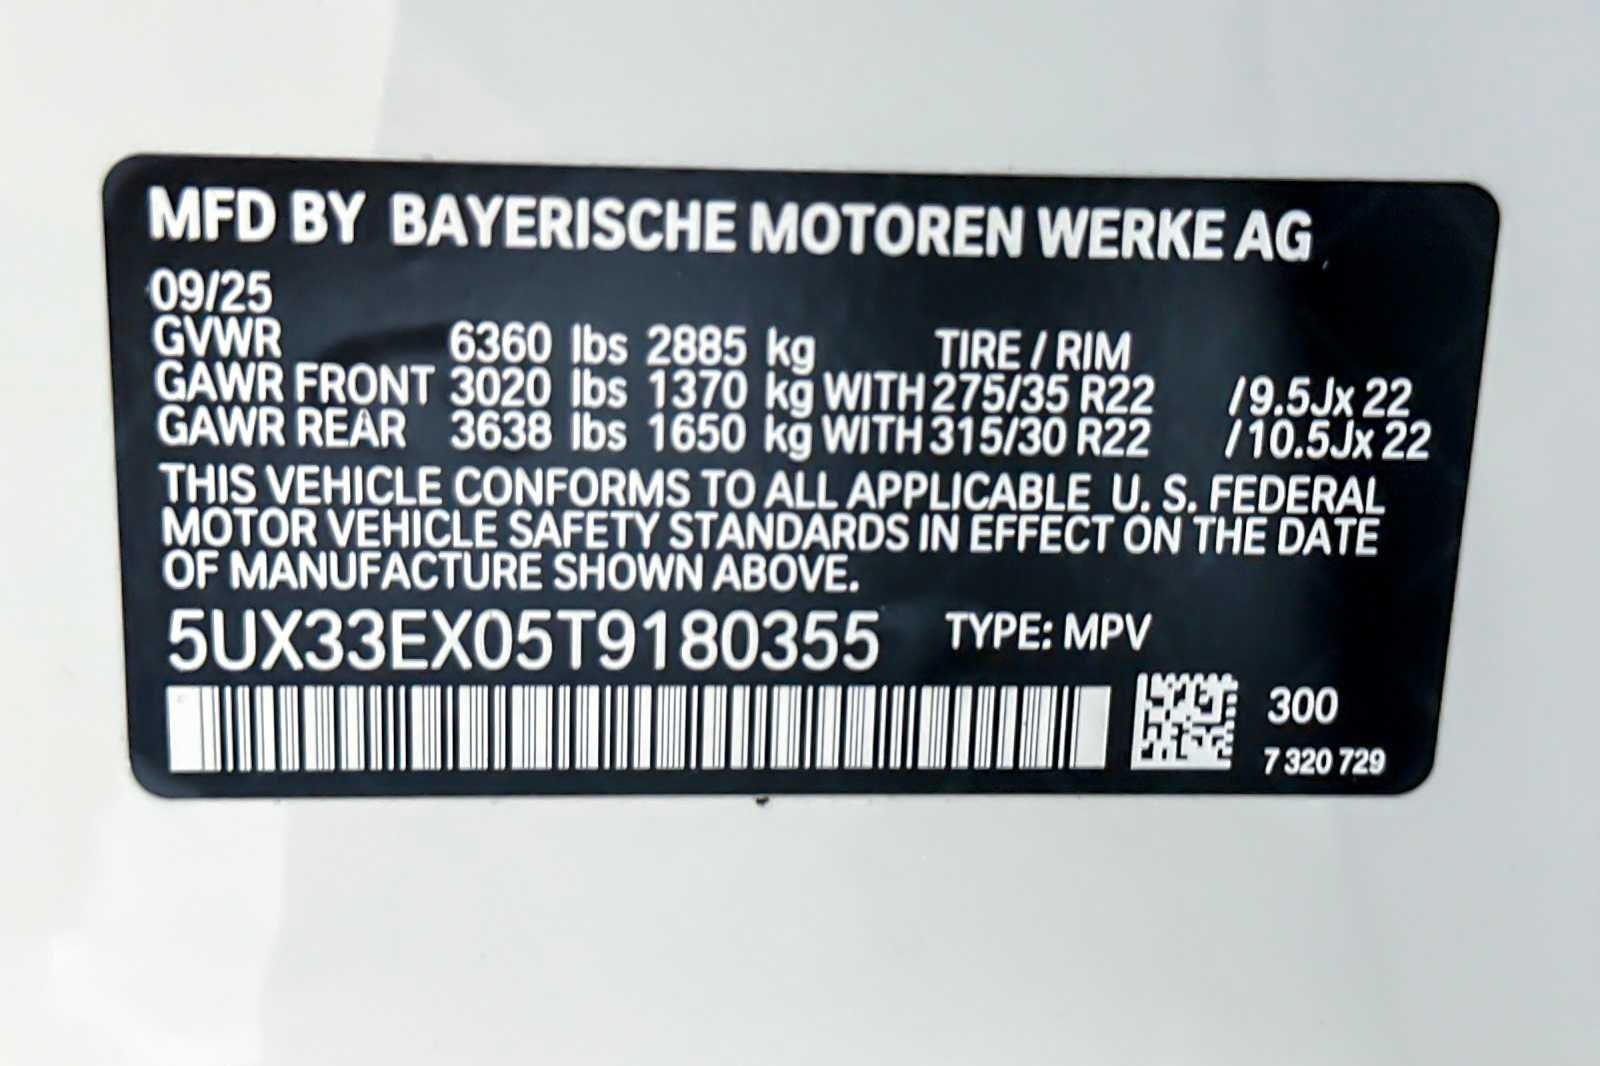 MFD BY BAYERISCHE MOTOREN WERKE AG
09/25
GVWR 6360 lbs 2885 kg TIRE / RIM
GAWR FRONT 3020 lbs 1370 kg WITH 275/35 R22 /9.5Jx 22
GAWR REAR 3638 lbs 1650 kg WITH 315/30 R22 /10.5Jx 22
THIS VEHICLE CONFORMS TO ALL APPLICABLE U. S. FEDERAL
MOTOR VEHICLE SAFETY STANDARDS IN EFFECT ON THE DATE
OF MANUFACTURE SHOWN ABOVE.
5UX33EX05T9180355 TYPE: MPV
300
7 320 729